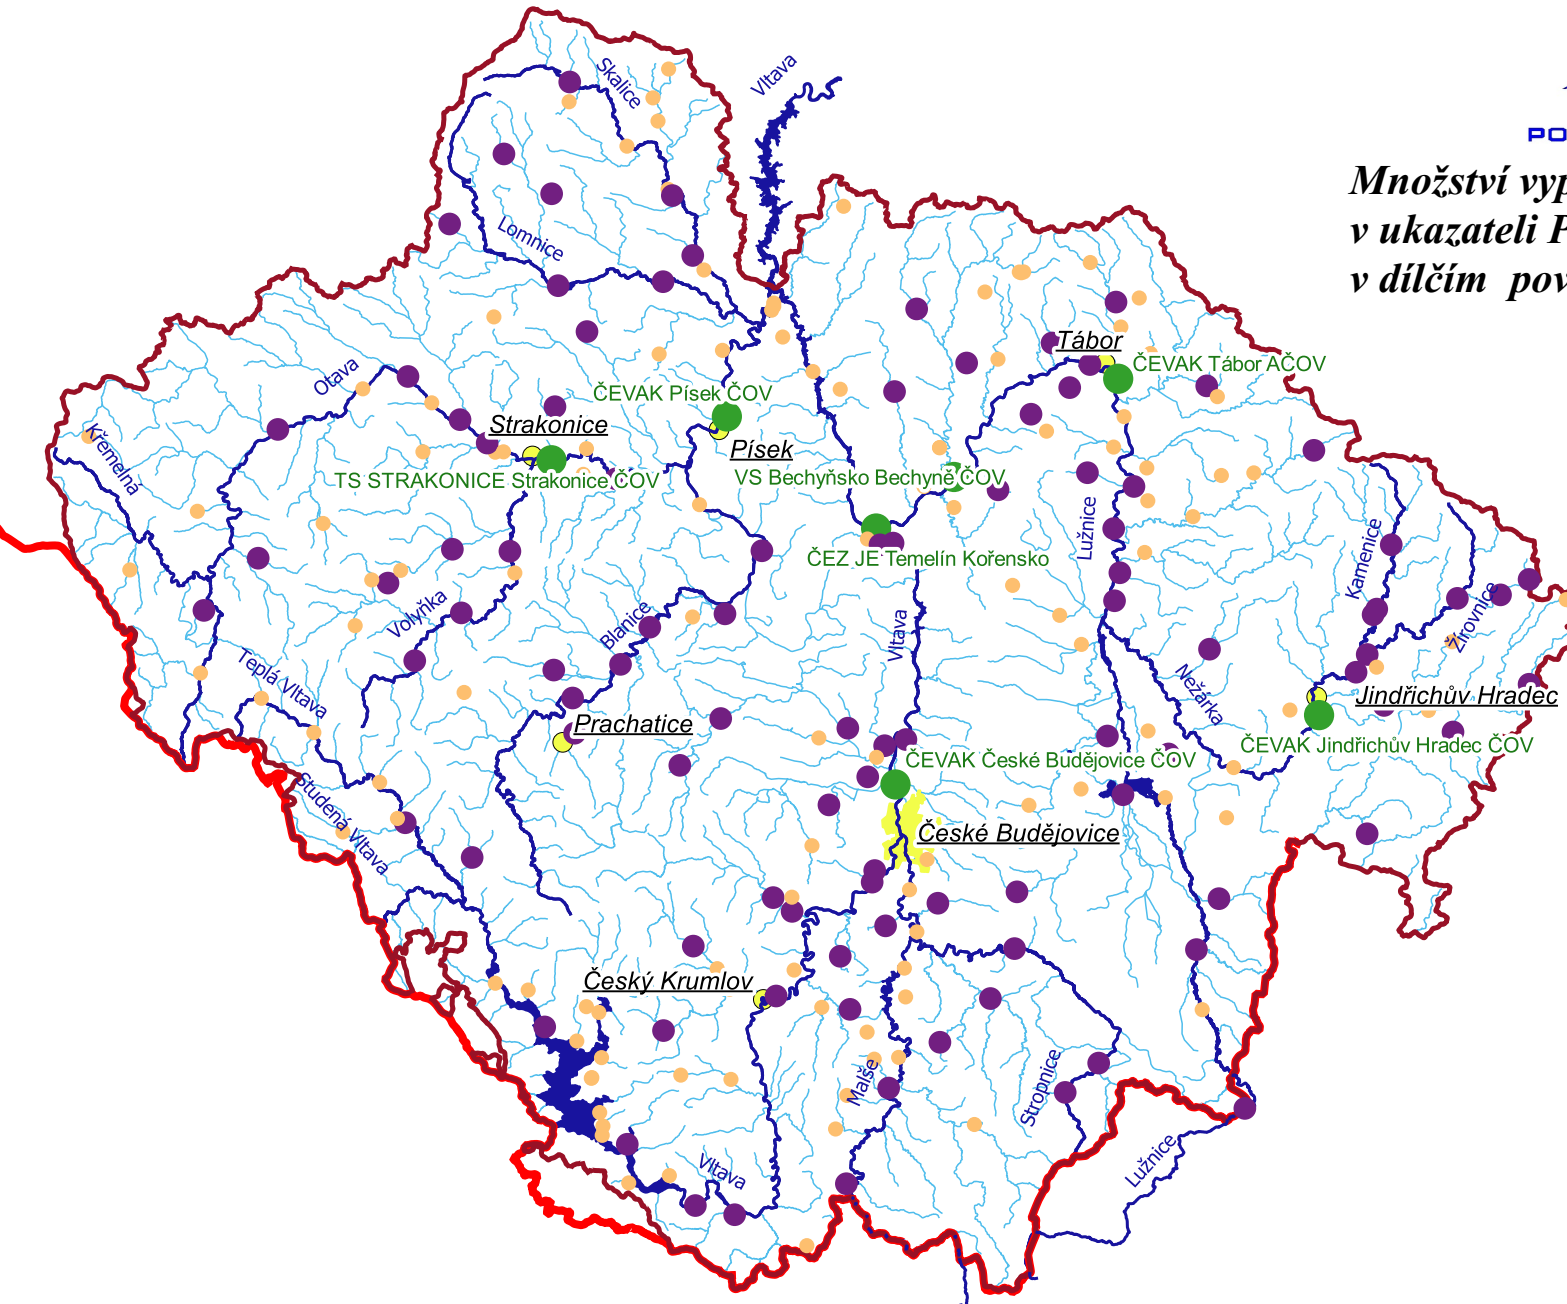 Skalice
Vltava
PO
Množství vyp
v ukazateli P
v dílčím pov
Lomnice
Otava
Tábor
ČEVAK Tábor AČOV
ČEVAK Písek ČOV
Strakonice
Křemelná
Písek
TS STRAKONICE Strakonice ČOV
VS Bechyňsko Bechyně ČOV
Lužnice
ČEZ JE Temelín Kořensko
Kamenice
Volyňka
Blanice
Vltava
Žirovnice
Teplá Vltava
Nežárka
Jindřichův Hradec
Prachatice
ČEVAK Jindřichův Hradec ČOV
ČEVAK České Budějovice ČOV
Studená Vltava
České Budějovice
Český Krumlov
Malše
Stropnice
Vltava
Lužnice